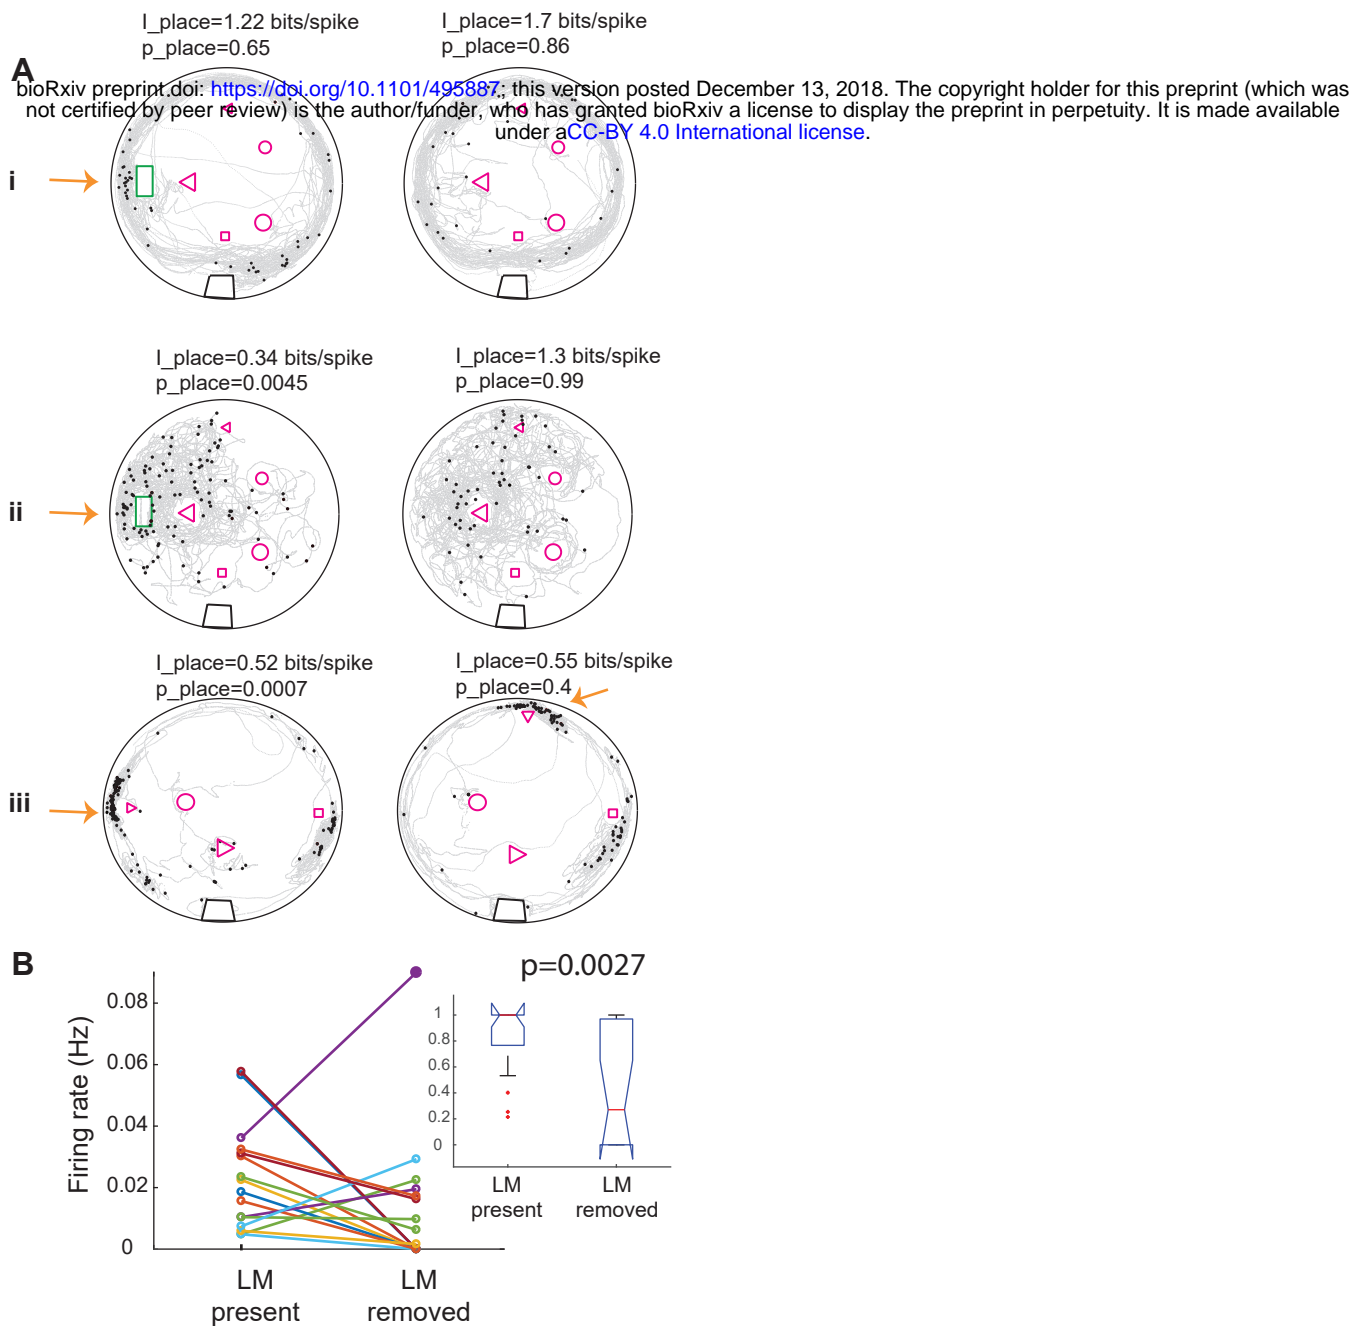 I_place=1.22 bits/spike
p_place=0.65
I_place=1.7 bits/spike
p_place=0.86
A
bioRxiv preprint doi: https://doi.org/10.1101/495887; this version posted December 13, 2018. The copyright holder for this preprint (which was
not certified by peer review) is the author/funder, who has granted bioRxiv a license to display the preprint in perpetuity. It is made available
under aCC-BY 4.0 International license.
i
I_place=0.34 bits/spike
p_place=0.0045
I_place=1.3 bits/spike
p_place=0.99
ii
I_place=0.52 bits/spike
p_place=0.0007
I_place=0.55 bits/spike
p_place=0.4
iii
B
p=0.0027
Firing rate (Hz)
0.08
0.06
0.04
0.02
0
LM
present
LM
removed
1
0.8
0.6
0.4
0.2
0
LM
present
LM
removed